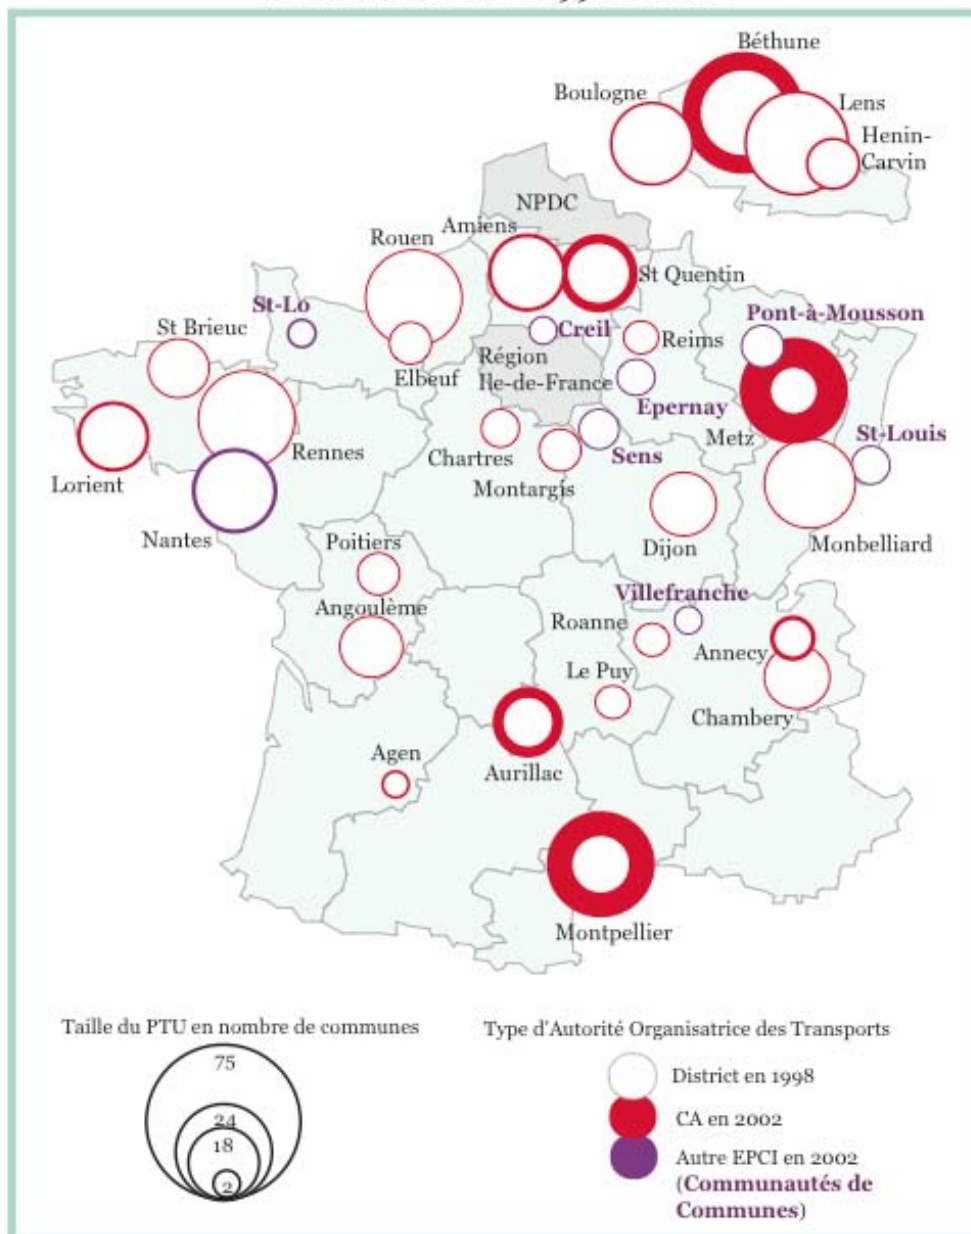 Béthune
Boulogne
Lens
Henin-
Carvin
NPDC
Amiens
Rouen
St Quentin
St-Lo
Pont-à-Mousson
St Brieuc
Creil
Reims
Elbeuf
Région
Ile-de-France
Epernay
Metz
St-Louis
Chartres
Sens
Rennes
Lorient
Montargis
Nantes
Dijon
Monbelliard
Poitiers
Villefranche
Angoulème
Roanne
Annecy
Le Puy
Chambery
Agen
Aurillac
Montpellier
Taille du PTU en nombre de communes
75
24
18
2
Type d'Autorité Organisatrice des Transports
District en 1998
CA en 2002
Autre EPCI en 2002
(Communautés de
Communes)